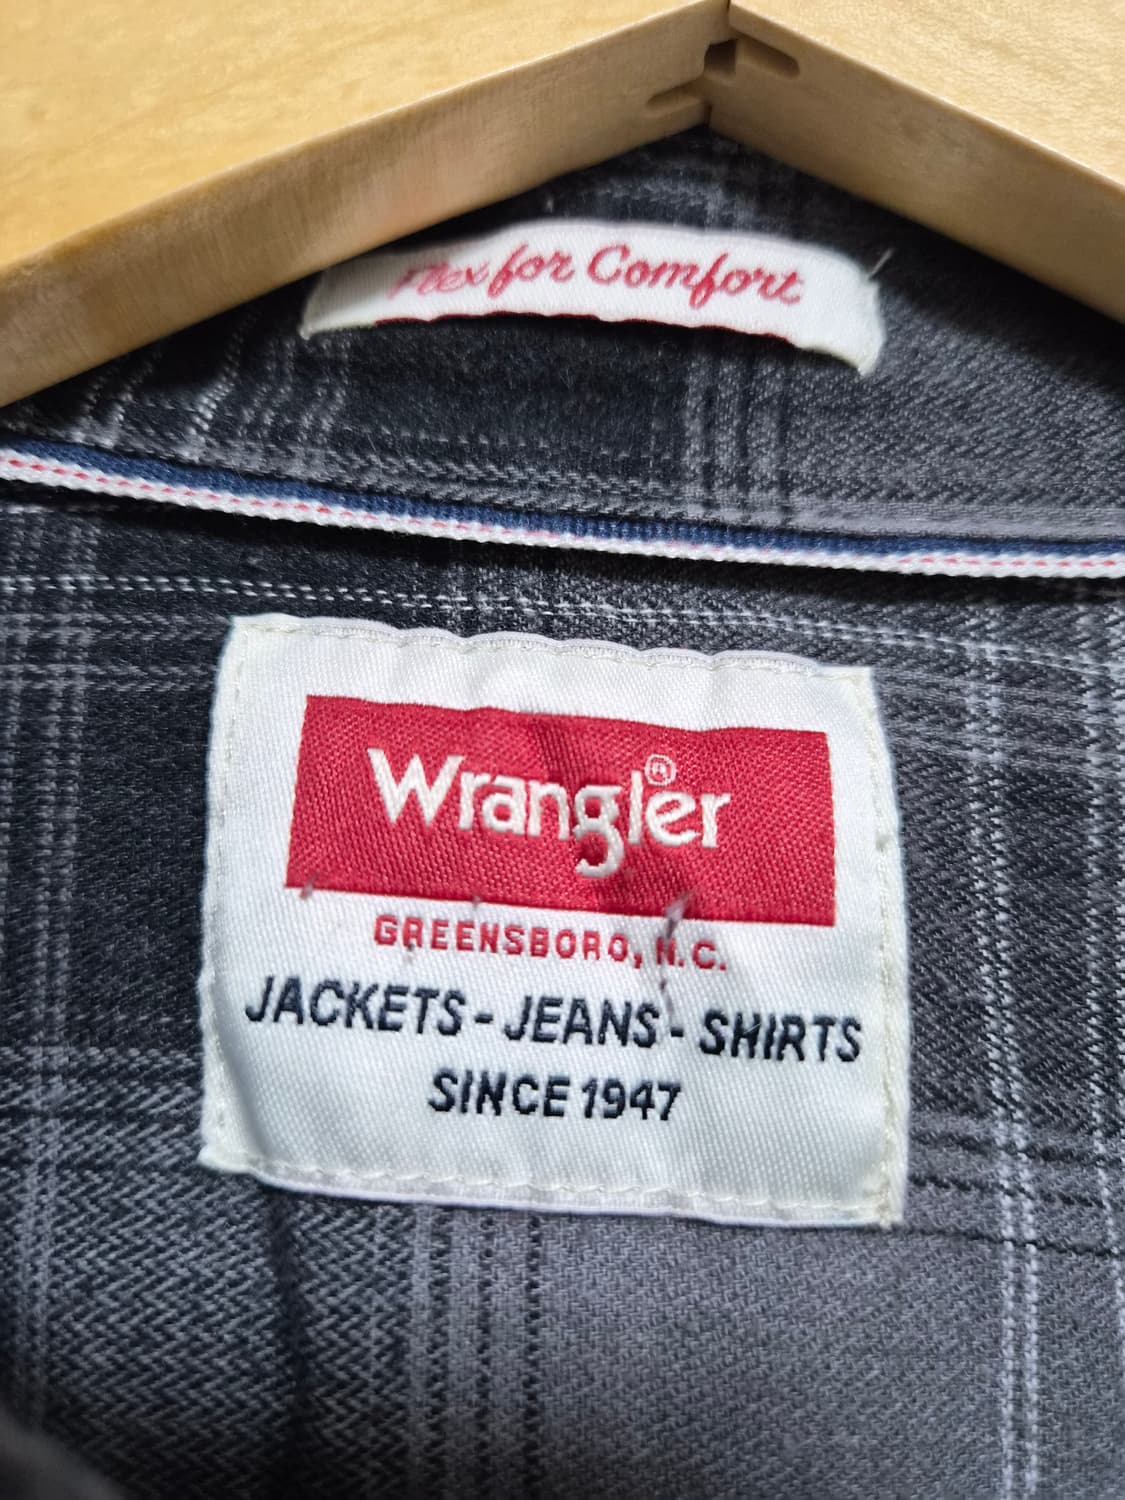 Flex for Comfort
Wrangler®
GREENSBORO, N.C.
JACKETS - JEANS - SHIRTS
SINCE 1947